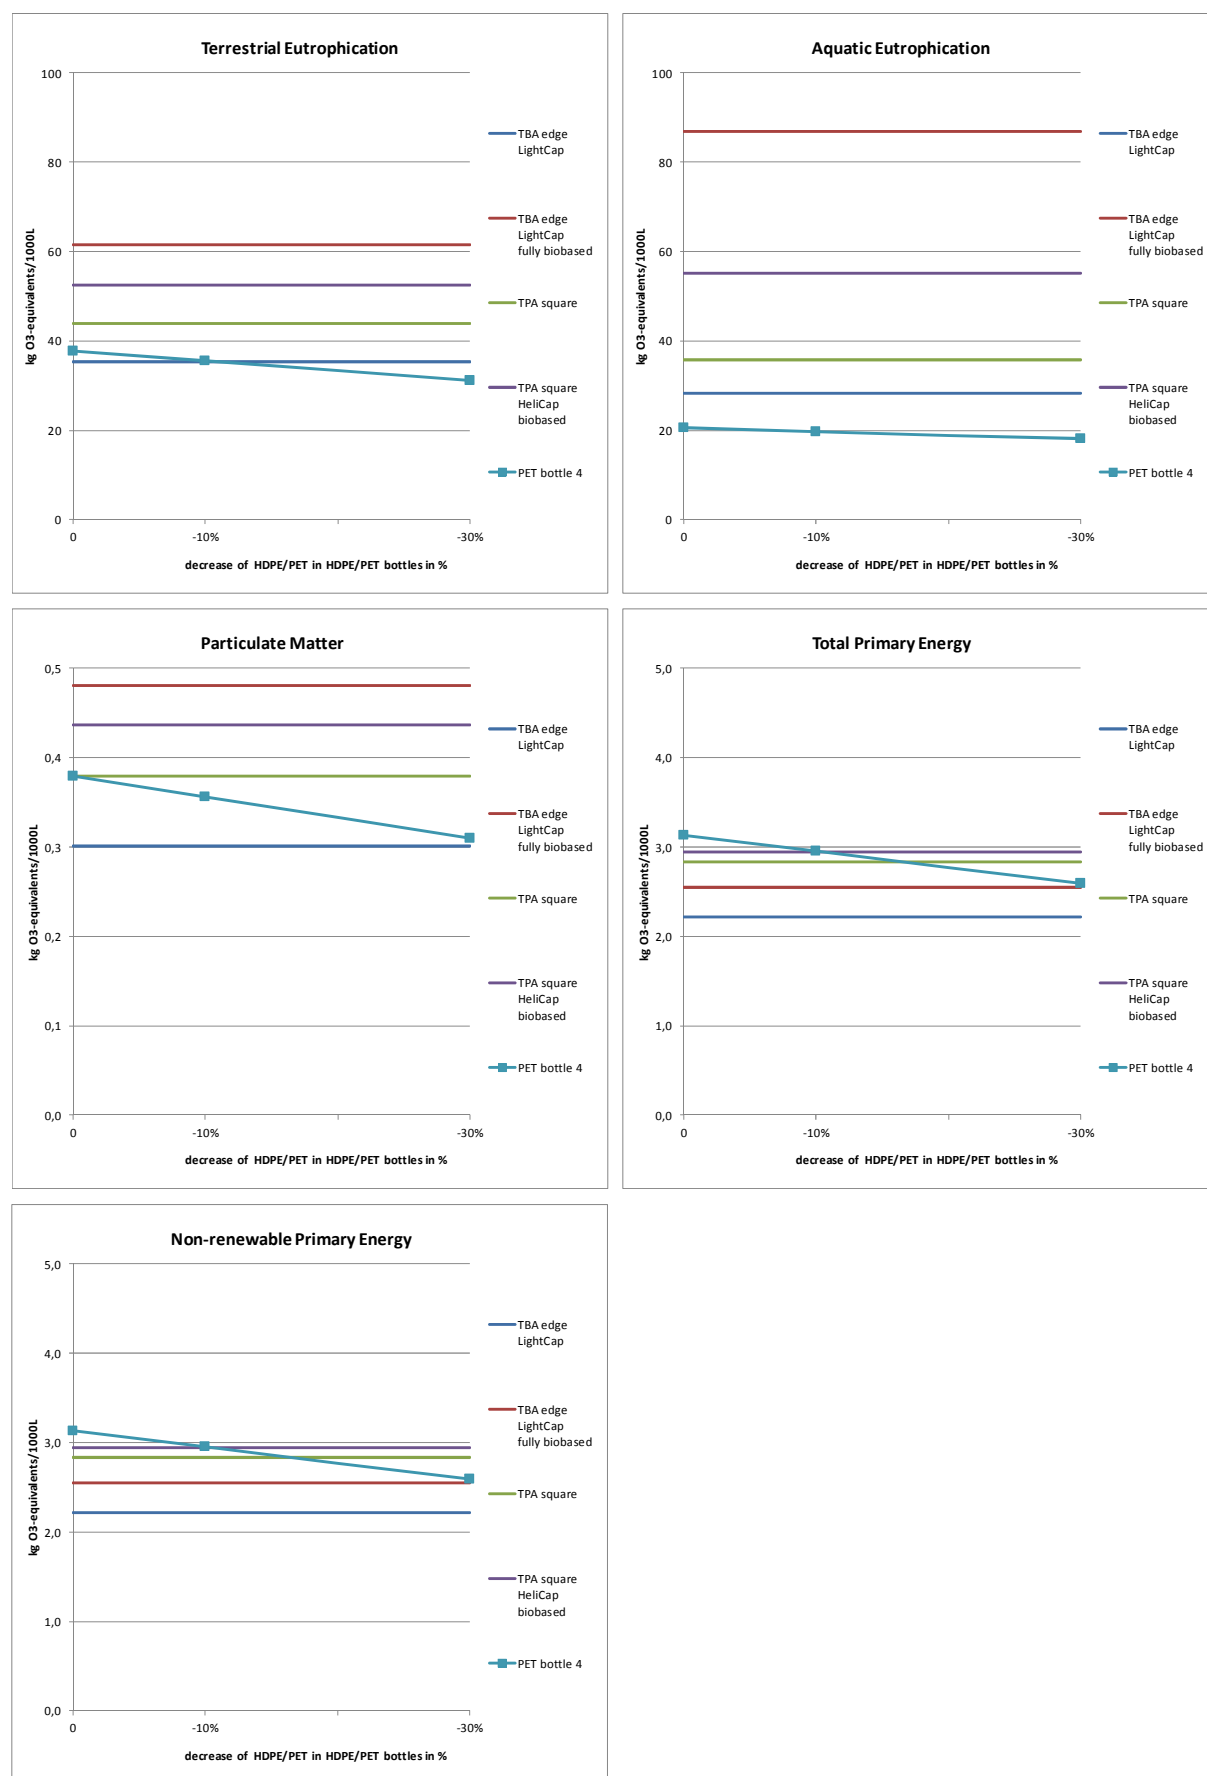 Terrestrial Eutrophication
100
80
60
40
20
0
kg O3-equivalents/1000L
0
-10%
-30%
decrease of HDPE/PET in HDPE/PET bottles in %
TBA edge
LightCap
TBA edge
LightCap
fully biobased
TPA square
TPA square
HeliCap
biobased
PET bottle 4
Aquatic Eutrophication
100
80
60
40
20
0
kg O3-equivalents/1000L
0
-10%
-30%
decrease of HDPE/PET in HDPE/PET bottles in %
TBA edge
LightCap
TBA edge
LightCap
fully biobased
TPA square
TPA square
HeliCap
biobased
PET bottle 4
Particulate Matter
0,5
0,4
0,3
0,2
0,1
0,0
kg O3-equivalents/1000L
0
-10%
-30%
decrease of HDPE/PET in HDPE/PET bottles in %
TBA edge
LightCap
TBA edge
LightCap
fully biobased
TPA square
TPA square
HeliCap
biobased
PET bottle 4
Total Primary Energy
5,0
4,0
3,0
2,0
1,0
0,0
kg O3-equivalents/1000L
0
-10%
-30%
decrease of HDPE/PET in HDPE/PET bottles in %
TBA edge
LightCap
TBA edge
LightCap
fully biobased
TPA square
TPA square
HeliCap
biobased
PET bottle 4
Non-renewable Primary Energy
5,0
4,0
3,0
2,0
1,0
0,0
kg O3-equivalents/1000L
0
-10%
-30%
decrease of HDPE/PET in HDPE/PET bottles in %
TBA edge
LightCap
TBA edge
LightCap
fully biobased
TPA square
TPA square
HeliCap
biobased
PET bottle 4